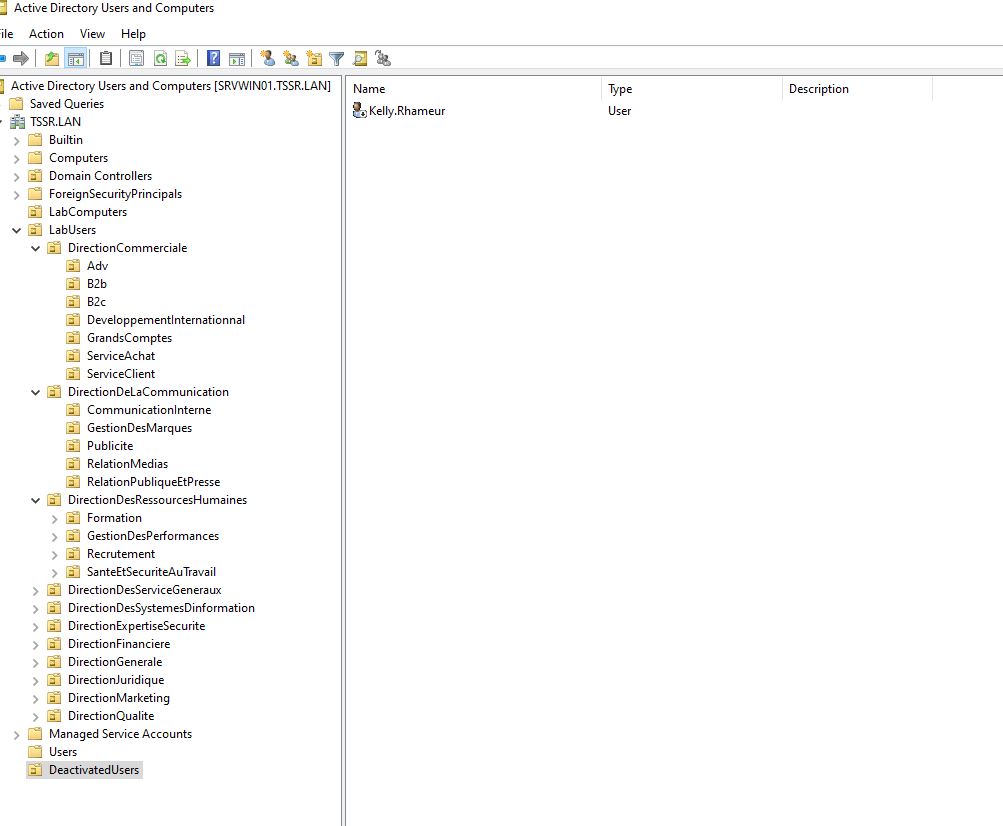 Active Directory Users and Computers
ile Action View Help
Active Directory Users and Computers [SRVWIN01.TSSR.LAN]
Saved Queries
TSSR.LAN
Builtin
Computers
Domain Controllers
ForeignSecurityPrincipals
LabComputers
LabUsers
DirectionCommerciale
Adv
B2b
B2c
DeveloppementInternationnal
GrandsComptes
ServiceAchat
ServiceClient
DirectionDeLaCommunication
CommunicationInterne
GestionDesMarques
Publicite
RelationMedias
RelationPubliqueEtPresse
DirectionDesRessourcesHumaines
Formation
GestionDesPerformances
Recrutement
SanteEtSecuriteAuTravail
DirectionDesServiceGeneraux
DirectionDesSystemesDinformation
DirectionExpertiseSecurite
DirectionFinanciere
DirectionGenerale
DirectionJuridique
DirectionMarketing
DirectionQualite
Managed Service Accounts
Users
DeactivatedUsers
Name Type Description
Kelly.Rhameur User